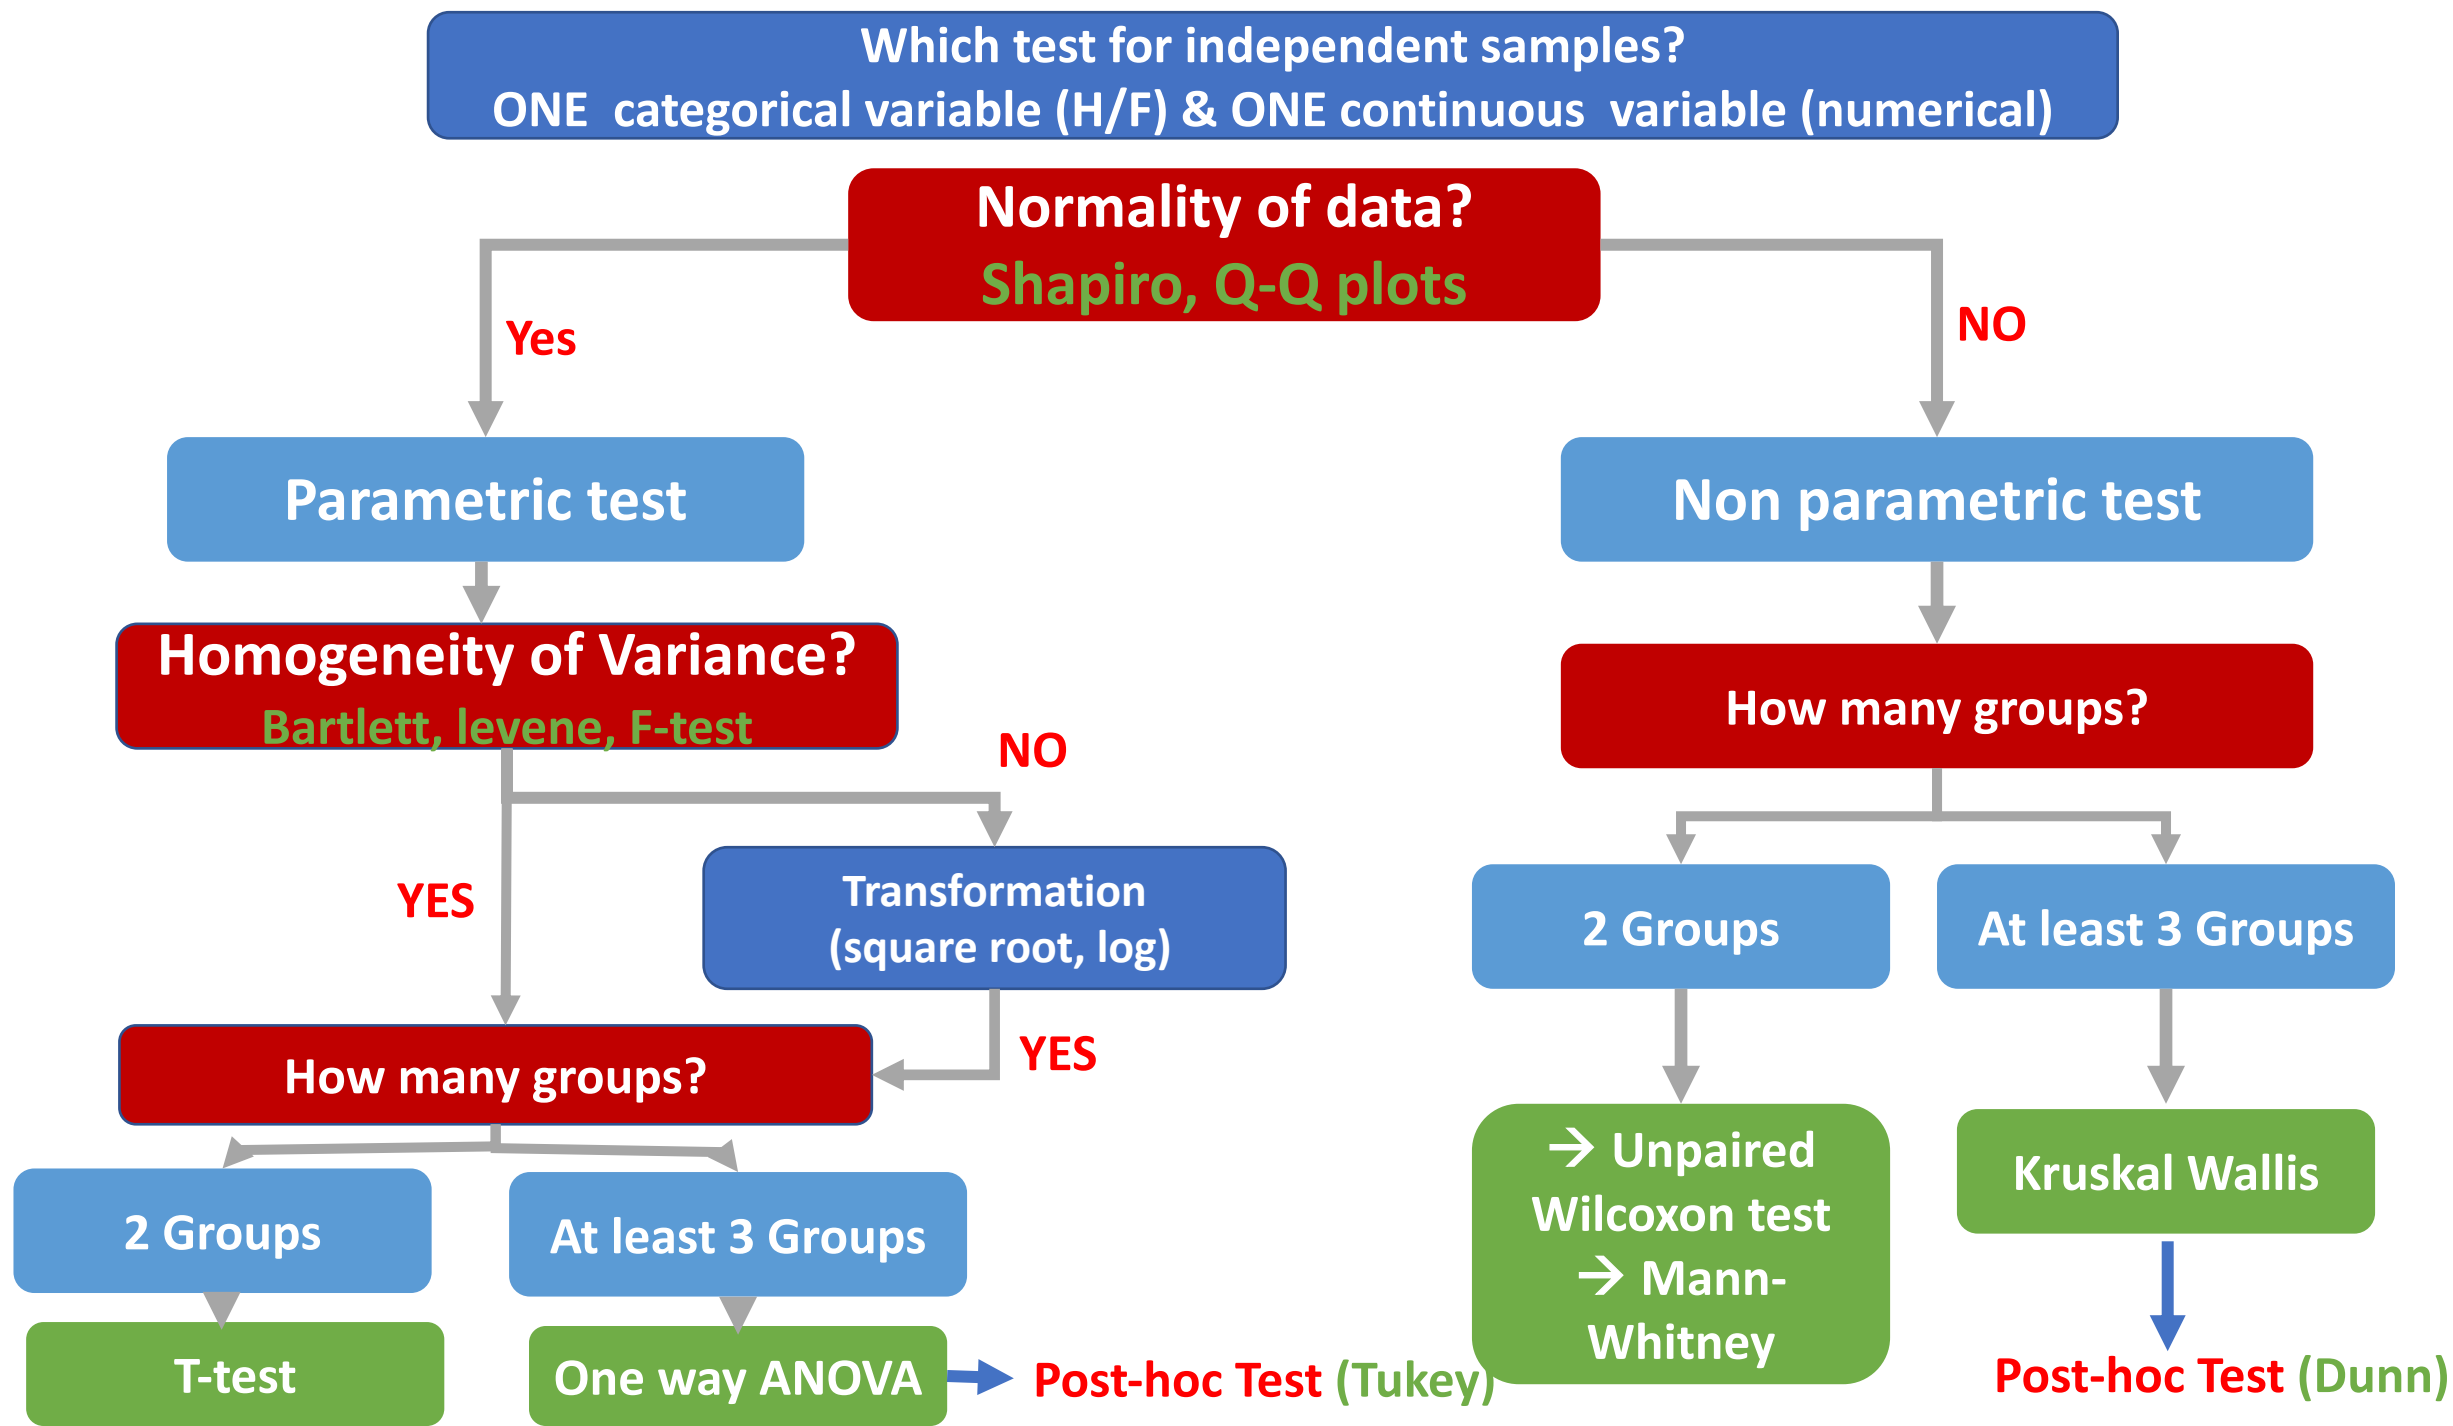 Which test for independent samples?
ONE categorical variable (H/F) & ONE continuous variable (numerical)
Normality of data?
Shapiro, Q-Q plots
Yes
NO
Parametric test
Non parametric test
Homogeneity of Variance?
Bartlett, levene, F-test
How many groups?
NO
YES
Transformation
(square root, log)
2 Groups
At least 3 Groups
YES
How many groups?
→ Unpaired
Wilcoxon test
→ Mann-
Whitney
Kruskal Wallis
2 Groups
At least 3 Groups
T-test
One way ANOVA
Post-hoc Test (Tukey)
Post-hoc Test (Dunn)